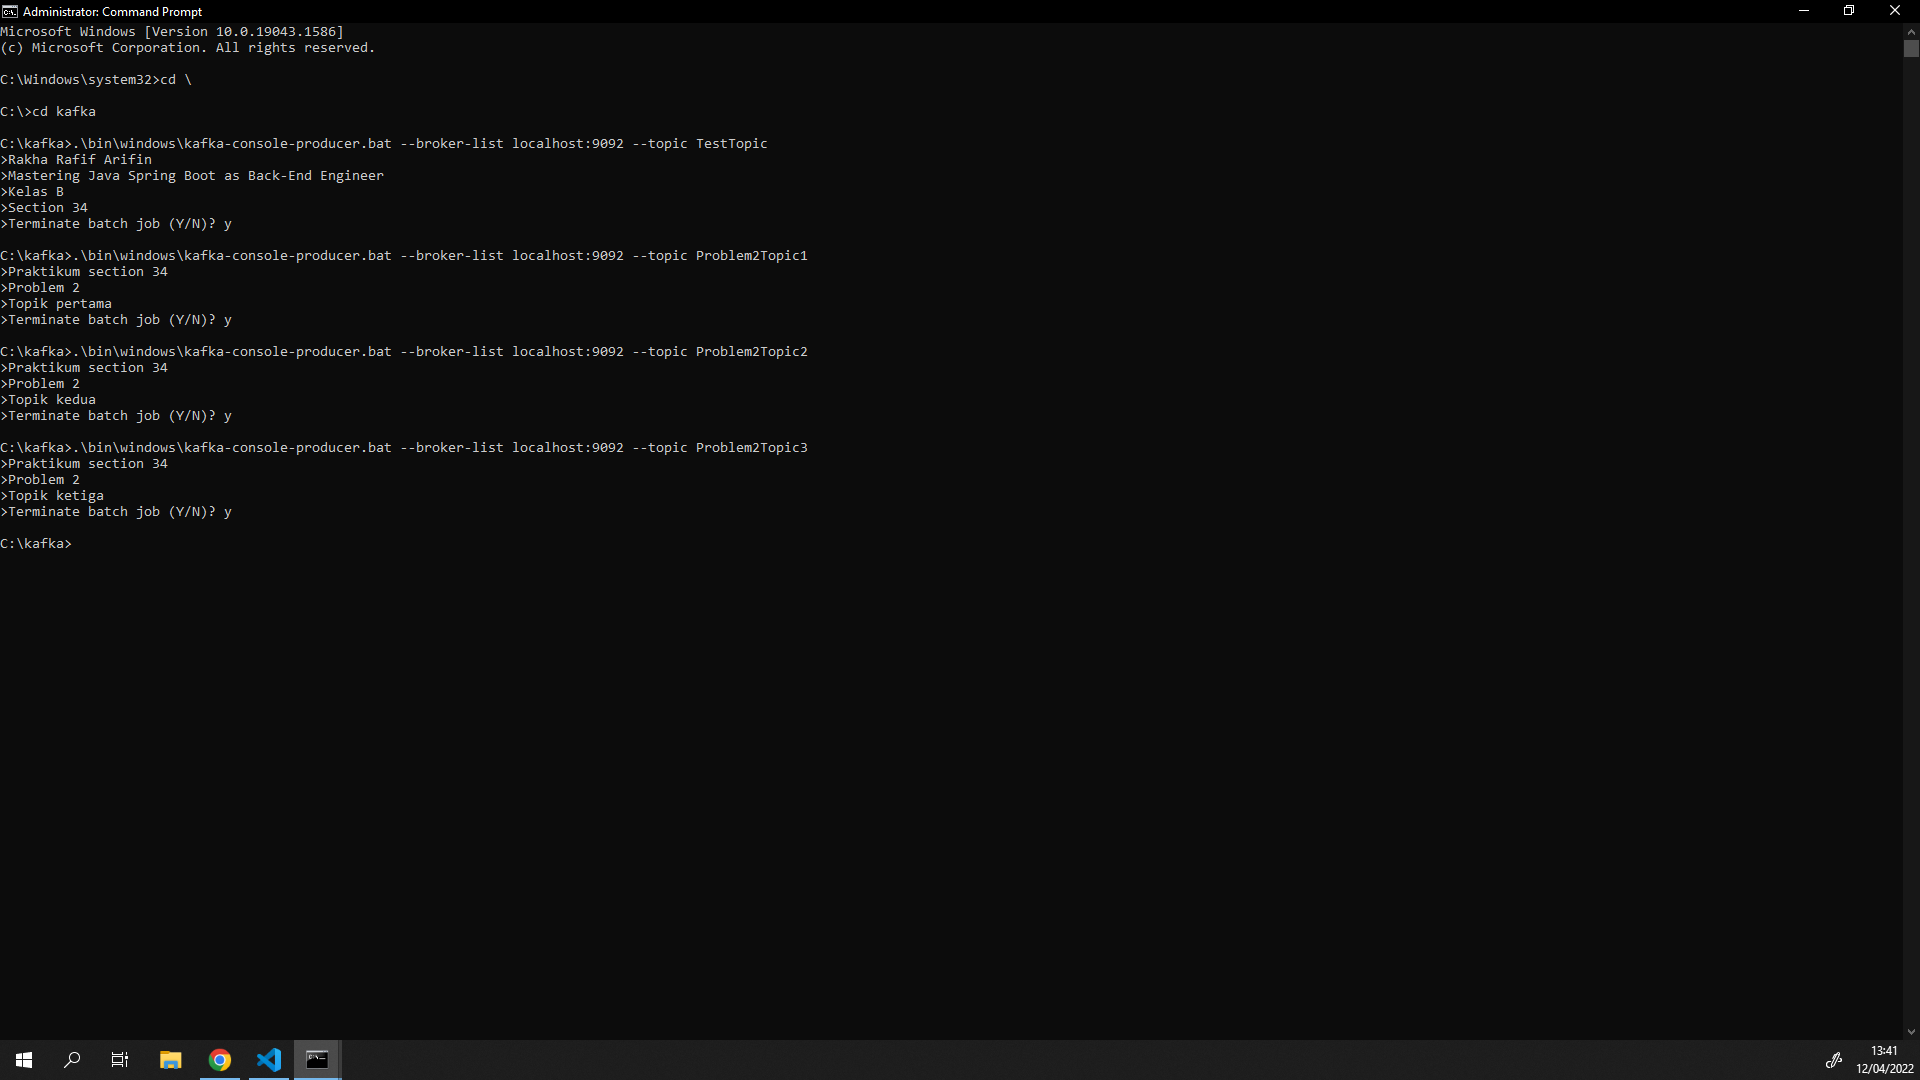 Administrator: Command Prompt
Microsoft Windows [Version 10.0.19043.1586]
(c) Microsoft Corporation. All rights reserved.
C:\Windows\system32>cd \
C:\>cd kafka
C:\kafka>.\bin\windows\kafka-console-producer.bat --broker-list localhost:9092 --topic TestTopic
>Rakha Rafif Arifin
>Mastering Java Spring Boot as Back-End Engineer
>Kelas B
>Section 34
>Terminate batch job (Y/N)? y
C:\kafka>.\bin\windows\kafka-console-producer.bat --broker-list localhost:9092 --topic Problem2Topic1
>Praktikum section 34
>Problem 2
>Topik pertama
>Terminate batch job (Y/N)? y
C:\kafka>.\bin\windows\kafka-console-producer.bat --broker-list localhost:9092 --topic Problem2Topic2
>Praktikum section 34
>Problem 2
>Topik kedua
>Terminate batch job (Y/N)? y
C:\kafka>.\bin\windows\kafka-console-producer.bat --broker-list localhost:9092 --topic Problem2Topic3
>Praktikum section 34
>Problem 2
>Topik ketiga
>Terminate batch job (Y/N)? y
C:\kafka>
13:41
12/04/2022